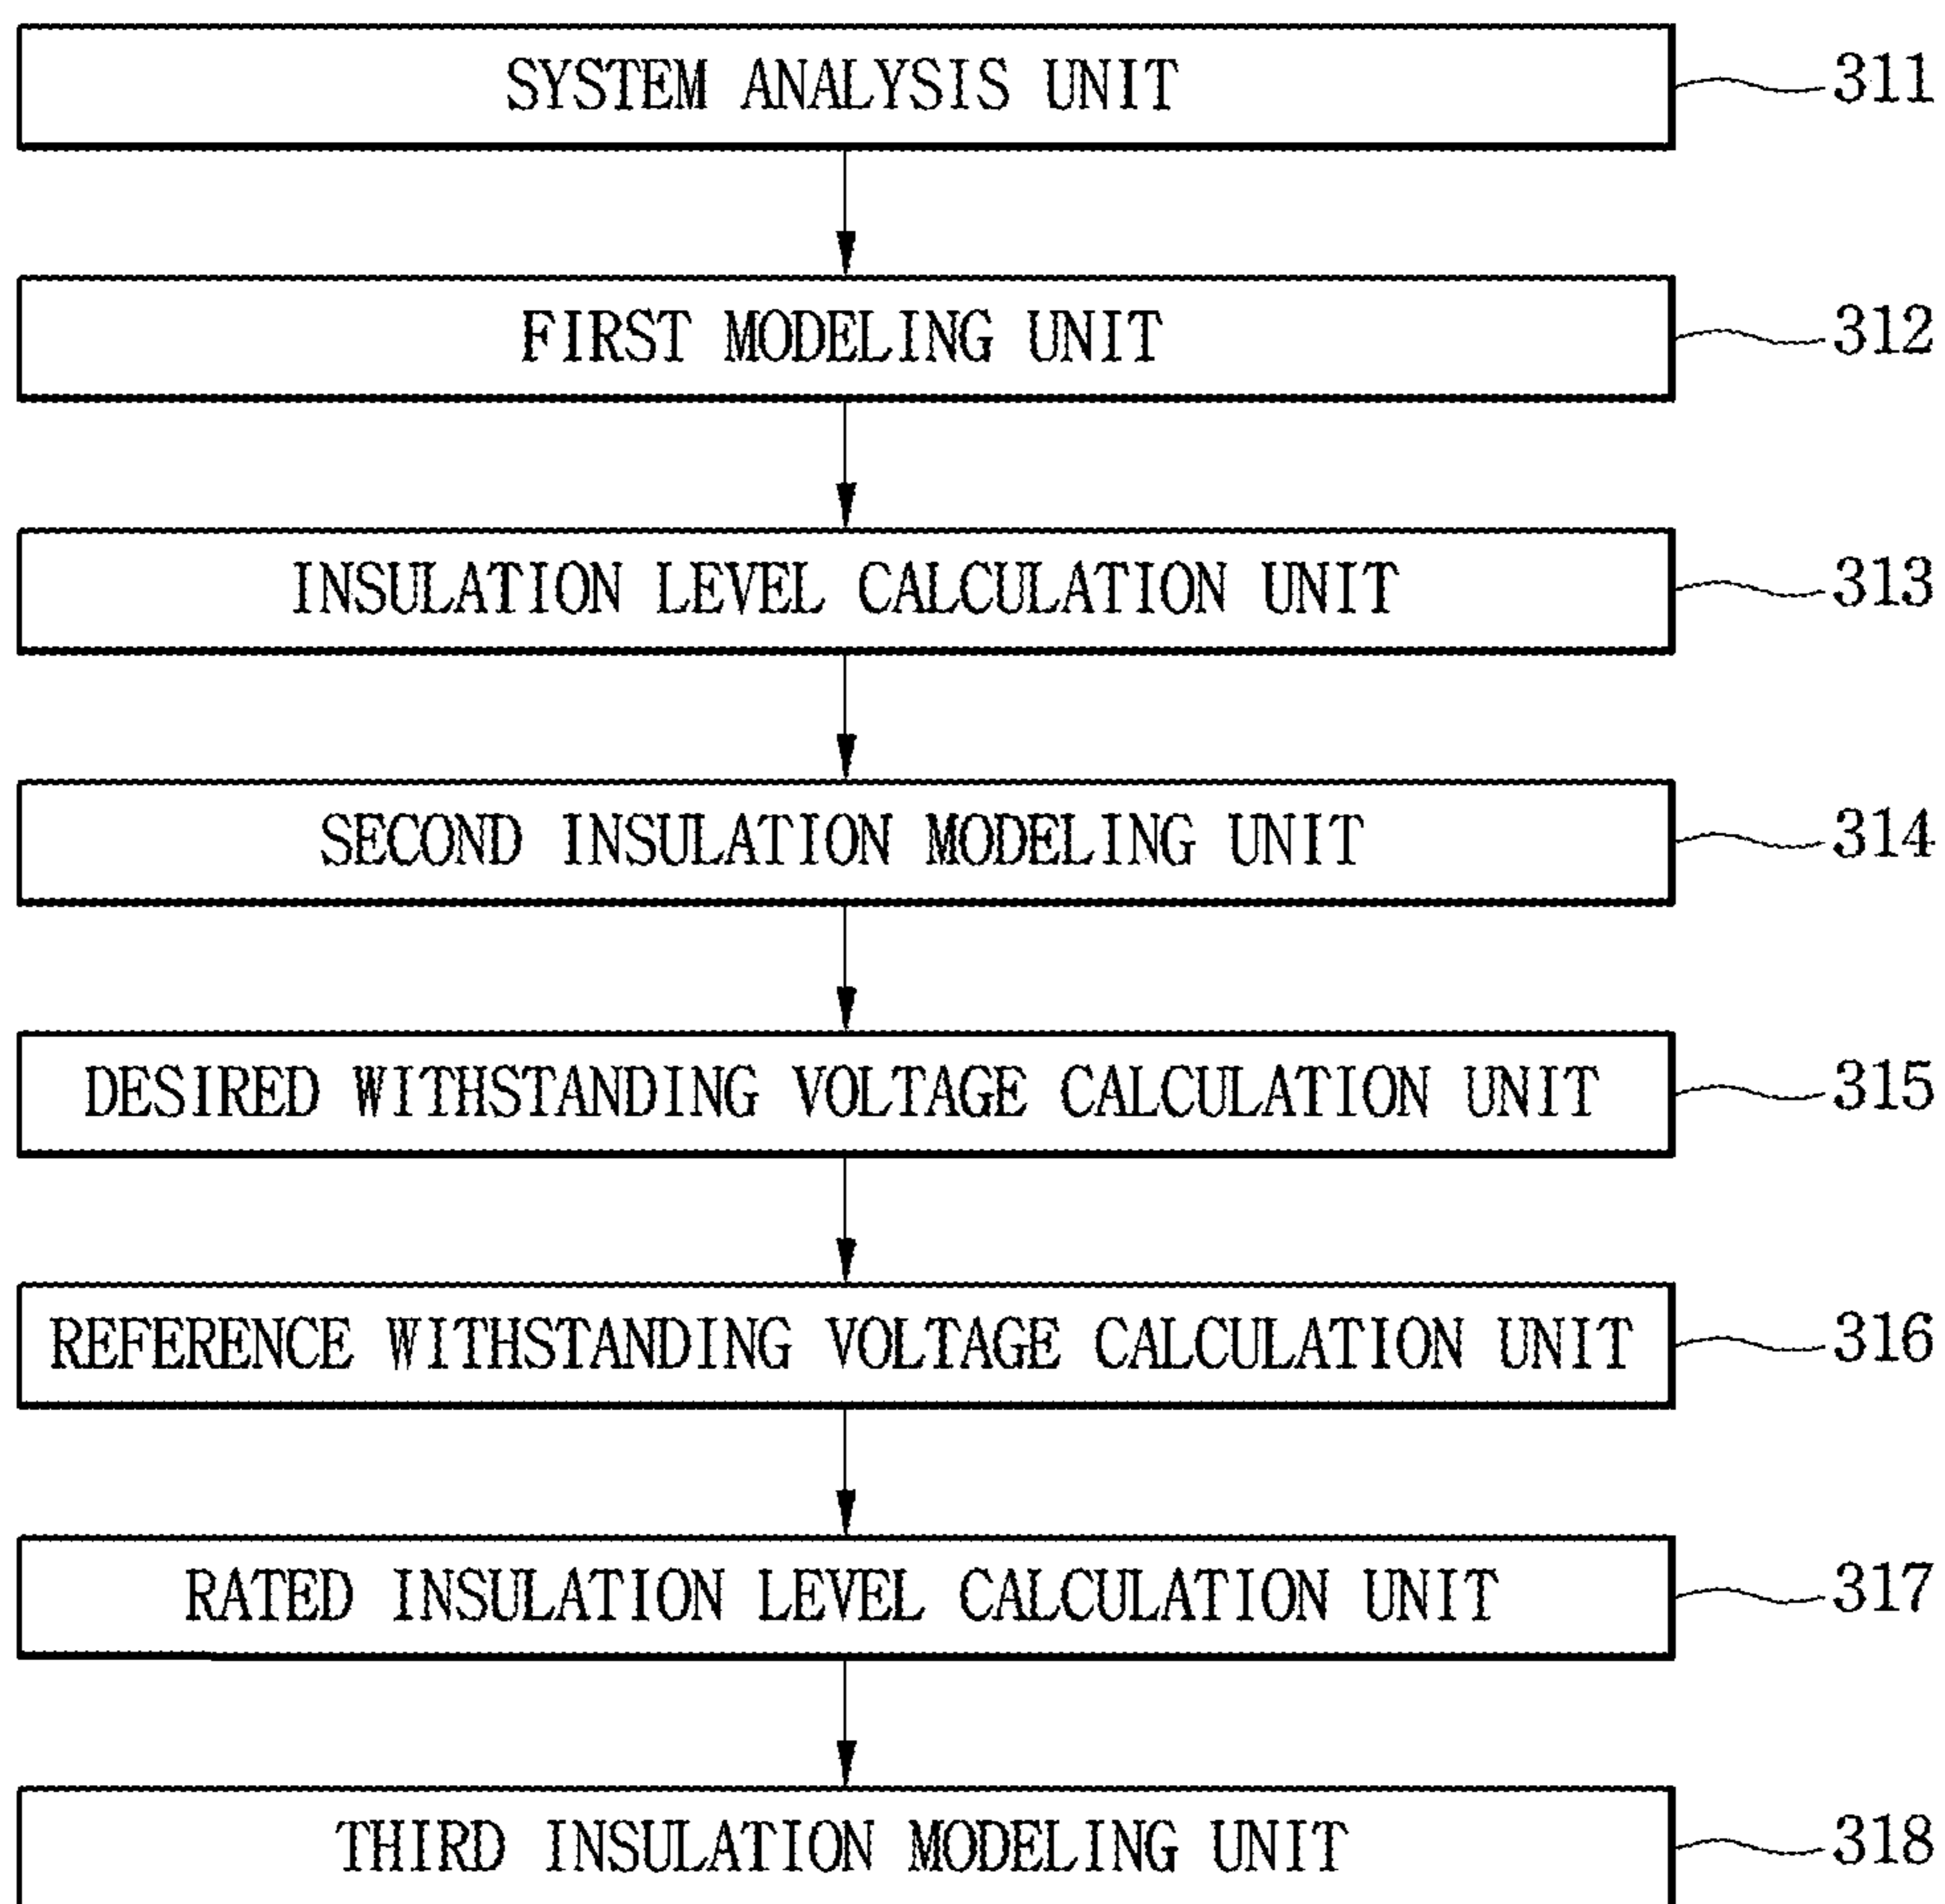 SYSTEM ANALYSIS UNIT 311
FIRST MODELING UNIT 312
INSULATION LEVEL CALCULATION UNIT 313
SECOND INSULATION MODELING UNIT 314
DESIRED WITHSTANDING VOLTAGE CALCULATION UNIT 315
REFERENCE WITHSTANDING VOLTAGE CALCULATION UNIT 316
RATED INSULATION LEVEL CALCULATION UNIT 317
THIRD INSULATION MODELING UNIT 318